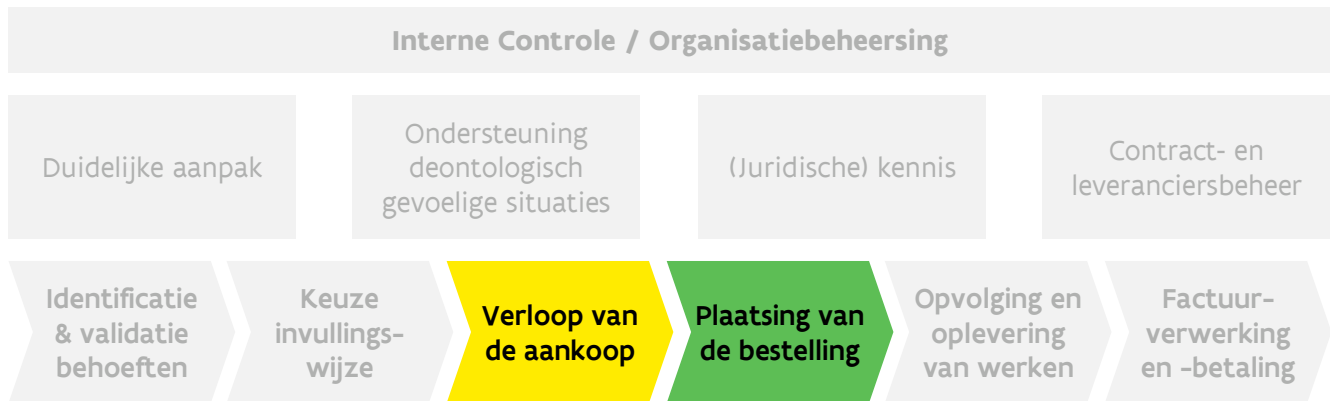 Interne Controle / Organisatiebeheersing
Duidelijke aanpak
Ondersteuning
deontologisch
gevoelige situaties
(Juridische) kennis
Contract- en
leveranciersbeheer
Identificatie
& validatie
behoeften
Keuze
invullings-
wijze
Verloop van
de aankoop
Plaatsing van
de bestelling
Opvolging en
oplevering
van werken
Factuur-
verwerking
en -betaling